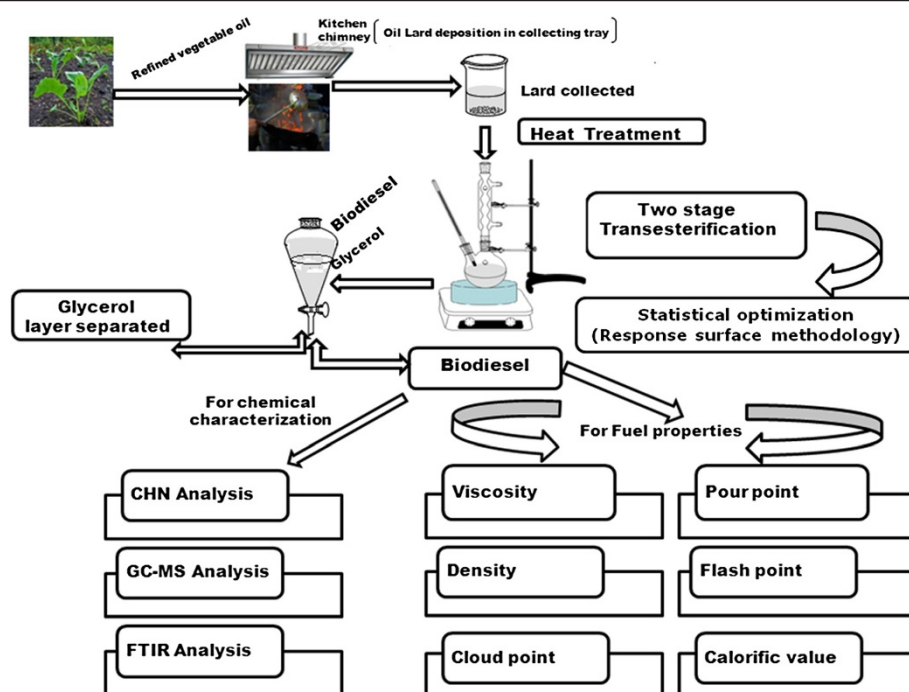 Refined vegetable oil
Kitchen
chimney
Oil Lard deposition in collecting tray
Lard collected
Heat Treatment
Two stage
Transesterification
Statistical optimization
(Response surface methodology)
Biodiesel
Glycerol
Glycerol
layer separated
Biodiesel
For chemical
characterization
For Fuel properties
CHN Analysis
GC-MS Analysis
FTIR Analysis
Viscosity
Density
Cloud point
Pour point
Flash point
Calorific value